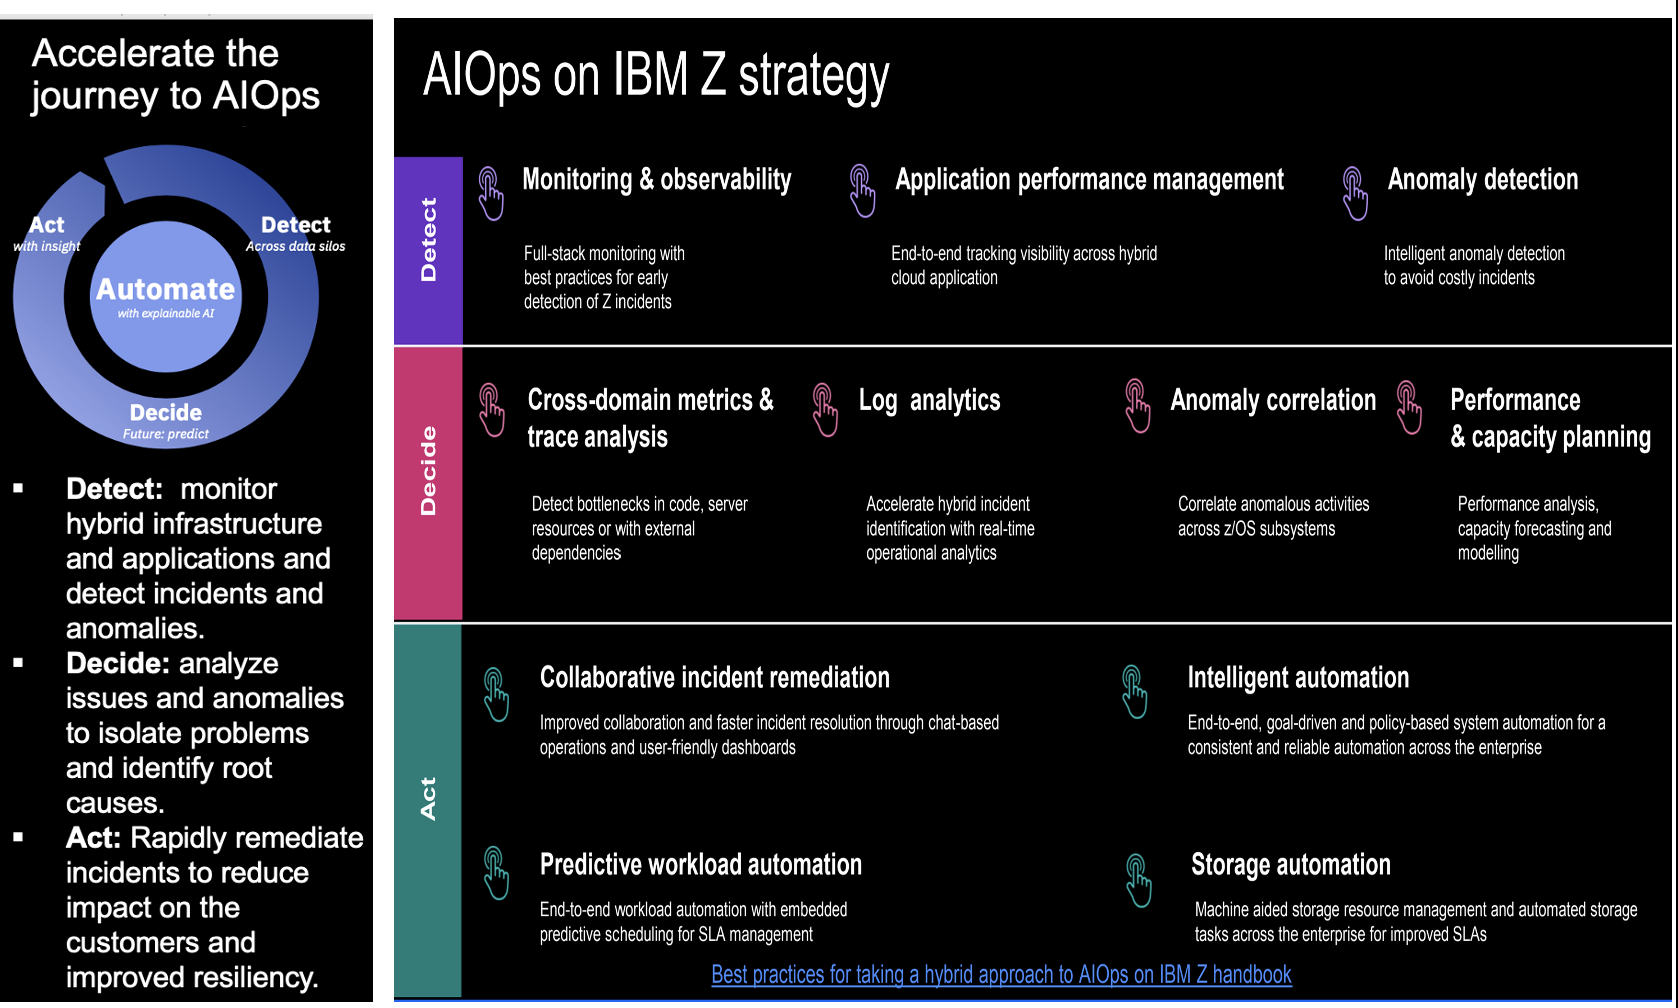 Accelerate the
journey to AIOps
Act
with insight
Detect
Across data silos
Automate
with explainable AI
Decide
Future: predict
▪ Detect: monitor
hybrid infrastructure
and applications and
detect incidents and
anomalies.
▪ Decide: analyze
issues and anomalies
to isolate problems
and identify root
causes.
▪ Act: Rapidly remediate
incidents to reduce
impact on the
customers and
improved resiliency.
AIOps on IBM Z strategy
Detect
Monitoring & observability
Full-stack monitoring with
best practices for early
detection of Z incidents
Application performance management
End-to-end tracking visibility across hybrid
cloud application
Anomaly detection
Intelligent anomaly detection
to avoid costly incidents
Decide
Cross-domain metrics &
trace analysis
Detect bottlenecks in code, server
resources or with external
dependencies
Log analytics
Accelerate hybrid incident
identification with real-time
operational analytics
Anomaly correlation
Correlate anomalous activities
across z/OS subsystems
Performance
& capacity planning
Performance analysis,
capacity forecasting and
modelling
Act
Collaborative incident remediation
Improved collaboration and faster incident resolution through chat-based
operations and user-friendly dashboards
Intelligent automation
End-to-end, goal-driven and policy-based system automation for a
consistent and reliable automation across the enterprise
Predictive workload automation
End-to-end workload automation with embedded
predictive scheduling for SLA management
Storage automation
Machine aided storage resource management and automated storage
tasks across the enterprise for improved SLAs
Best practices for taking a hybrid approach to AIOps on IBM Z handbook